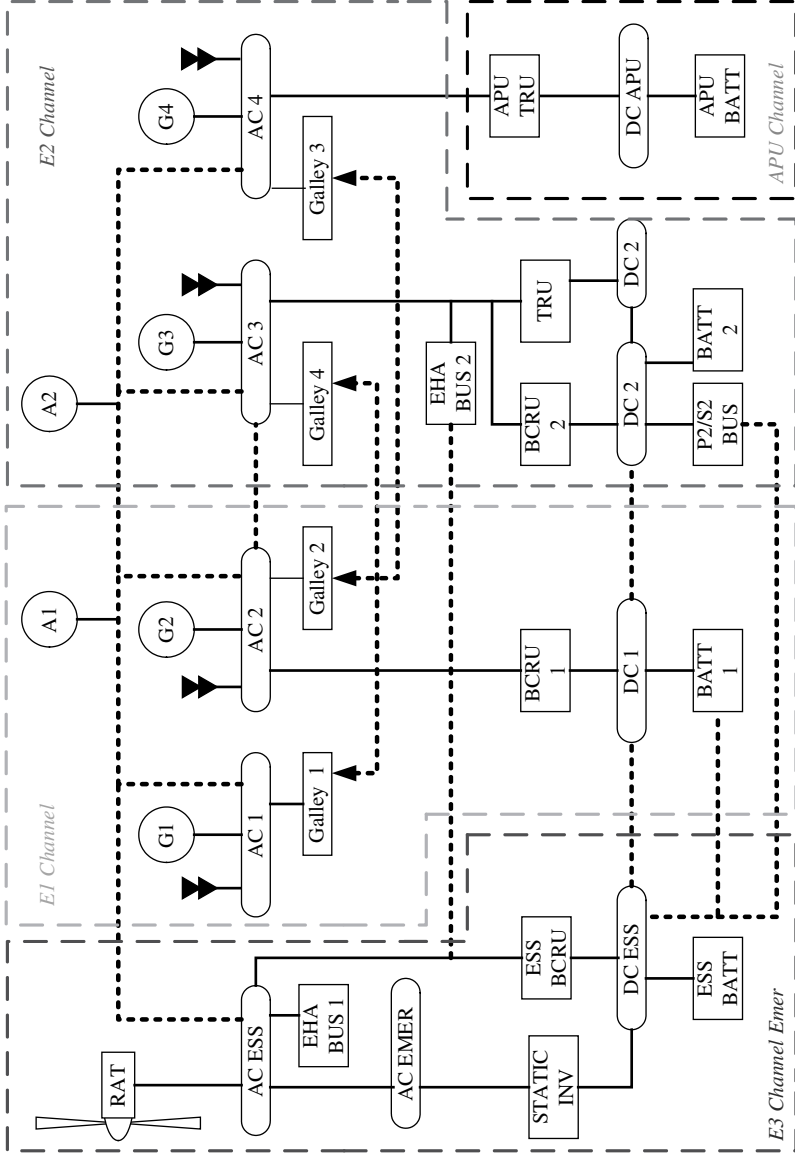 E2 Channel
E1 Channel
A1
A2
RAT
G1
G2
G3
G4
AC ESS
AC 1
AC 2
AC 3
AC 4
EHA
BUS 1
Galley 1
Galley 2
Galley 4
Galley 3
AC EMER
EHA
BUS 2
STATIC
INV
ESS
BCRU
BCRU
1
BCRU
2
TRU
APU
TRU
DC ESS
DC 1
DC 2
DC 2
DC APU
ESS
BATT
BATT
1
P2/S2
BUS
BATT
2
APU
BATT
E3 Channel Emer
APU Channel